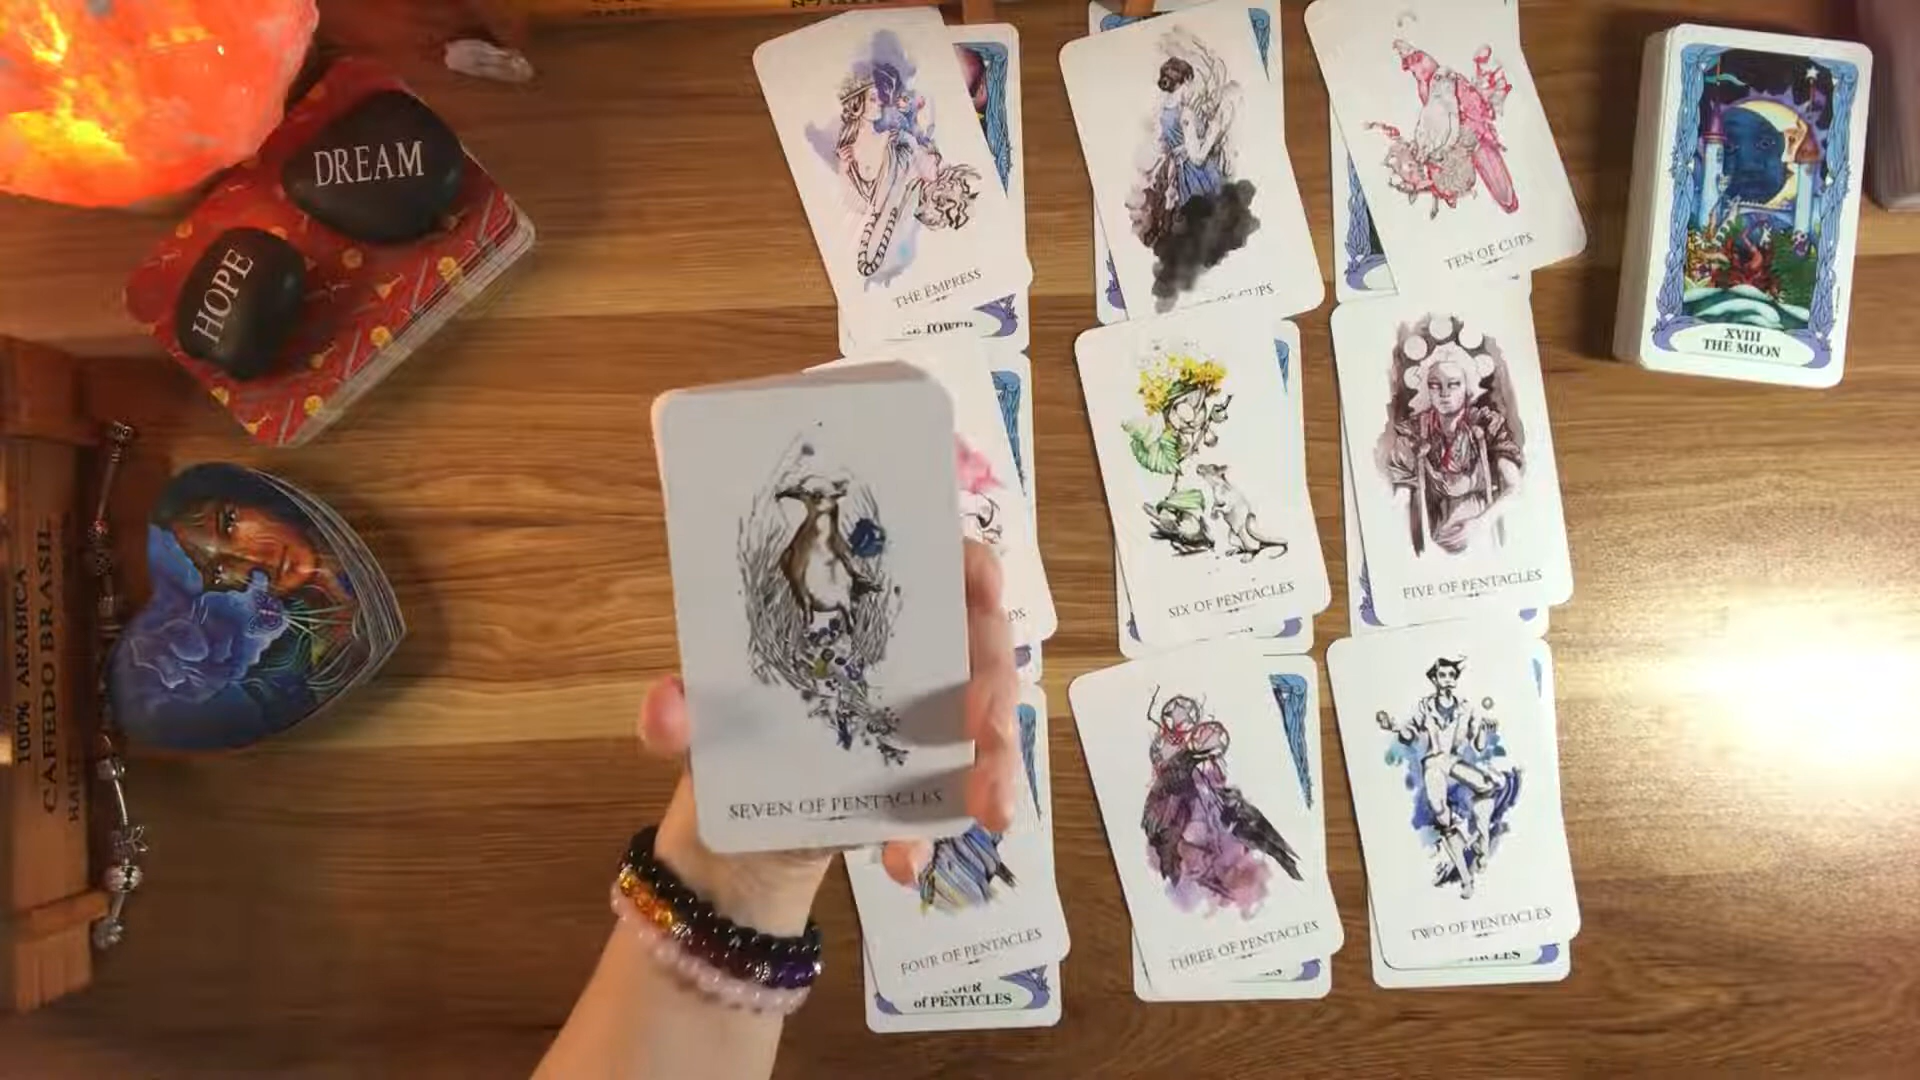 DREAM
HOPE
THE EMPRESS
TOWER
OF CUPS
TEN OF CUPS
XVIII
THE MOON
SIX OF PENTACLES
FIVE OF PENTACLES
SEVEN OF PENTACLES
FOUR OF PENTACLES
of PENTACLES
THREE OF PENTACLES
TWO OF PENTACLES
100% ARABICA
CAFEDO BRASIL